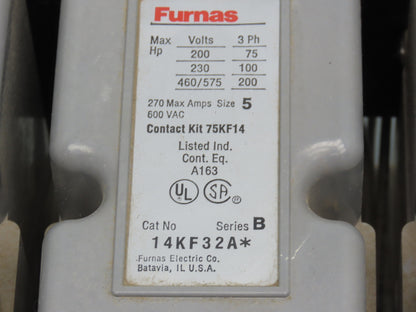 Furnas
Max Volts 3 Ph
Hp 200 75
230 100
460/575 200
270 Max Amps Size 5
600 VAC
Contact Kit 75KF14
Listed Ind.
Cont. Eq.
A163
UL SA ®
Cat No Series B
14KF32A*
Furnas Electric Co.
Batavia, IL U.S.A.